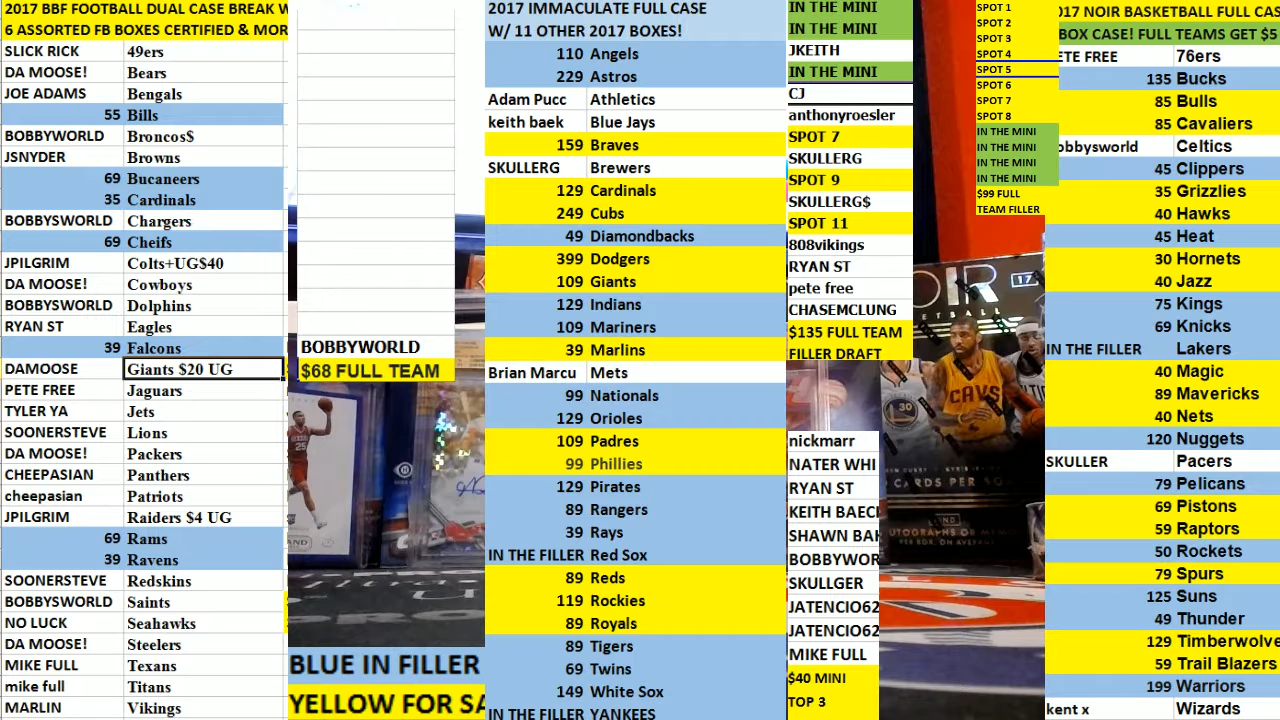 2017 BBF FOOTBALL DUAL CASE BREAK W
6 ASSORTED FB BOXES CERTIFIED & MOR
SLICK RICK 49ers
DA MOOSE! Bears
JOE ADAMS Bengals
55 Bills
BOBBYWORLD Broncos$
JSNYDER Browns
69 Bucaneers
35 Cardinals
BOBBYSWORLD Chargers
69 Cheifs
JPILGRIM Colts+UG$40
DA MOOSE! Cowboys
BOBBYSWORLD Dolphins
RYAN ST Eagles
39 Falcons
DAMOOSE Giants $20 UG
PETE FREE Jaguars
TYLER YA Jets
SOONERSTEVE Lions
DA MOOSE! Packers
CHEEPASIAN Panthers
cheepasian Patriots
JPILGRIM Raiders $4 UG
69 Rams
39 Ravens
SOONERSTEVE Redskins
BOBBYSWORLD Saints
NO LUCK Seahawks
DA MOOSE! Steelers
MIKE FULL Texans
mike full Titans
MARLIN Vikings
BOBBYWORLD
$68 FULL TEAM
BLUE IN FILLER
YELLOW FOR SA
2017 IMMACULATE FULL CASE
W/ 11 OTHER 2017 BOXES!
110 Angels
229 Astros
Adam Pucc Athletics
keith baek Blue Jays
159 Braves
SKULLERG Brewers
129 Cardinals
249 Cubs
49 Diamondbacks
399 Dodgers
109 Giants
129 Indians
109 Mariners
39 Marlins
Brian Marcu Mets
99 Nationals
129 Orioles
109 Padres
99 Phillies
129 Pirates
89 Rangers
39 Rays
IN THE FILLER Red Sox
89 Reds
119 Rockies
89 Royals
89 Tigers
69 Twins
149 White Sox
IN THE FILLER YANKEES
IN THE MINI
IN THE MINI
JKEITH
IN THE MINI
CJ
anthonyroesler
SPOT 7
SKULLERG
SPOT 9
SKULLERG$
SPOT 11
808vikings
RYAN ST
pete free
CHASEMCLUNG
$135 FULL TEAM
FILLER DRAFT
nickmarr
NATER WHI
RYAN ST
KEITH BAEC
SHAWN BA
BOBBYWOR
SKULLGER
JATENCIO62
JATENCIO62
MIKE FULL
$40 MINI
TOP 3
SPOT 1
SPOT 2
SPOT 3
SPOT 4
SPOT 5
SPOT 6
SPOT 7
SPOT 8
IN THE MINI
IN THE MINI
IN THE MINI
IN THE MINI
$99 FULL
TEAM FILLER
OIR
17
CAVS
30
25
017 NOIR BASKETBALL FULL CAS
BOX CASE! FULL TEAMS GET $5
ETE FREE 76ers
135 Bucks
85 Bulls
85 Cavaliers
obbysworld Celtics
45 Clippers
35 Grizzlies
40 Hawks
45 Heat
30 Hornets
40 Jazz
75 Kings
69 Knicks
IN THE FILLER Lakers
40 Magic
89 Mavericks
40 Nets
120 Nuggets
SKULLER Pacers
79 Pelicans
69 Pistons
59 Raptors
50 Rockets
79 Spurs
125 Suns
49 Thunder
129 Timberwolve
59 Trail Blazers
199 Warriors
kent x Wizards